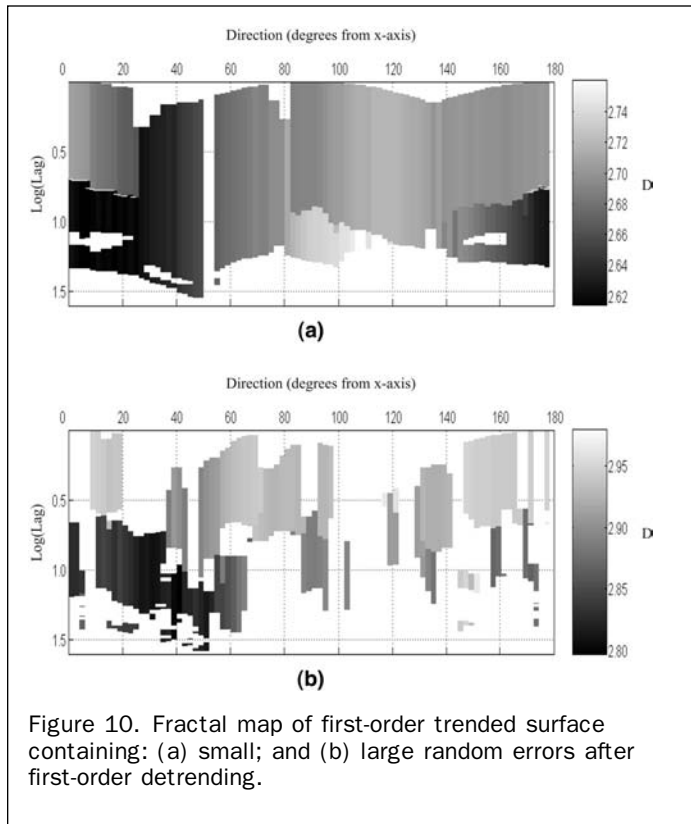 Direction (degrees from x-axis)
0 20 40 60 80 100 120 140 160 180
Log(Lag)
0.5
1.0
1.5
2.74
2.72
2.70
2.68
2.66
2.64
2.62
D
(a)
Direction (degrees from x-axis)
0 20 40 60 80 100 120 140 160 180
Log(Lag)
0.5
1.0
1.5
2.95
2.90
2.85
2.80
D
(b)
Figure 10. Fractal map of first-order trended surface
containing: (a) small; and (b) large random errors after
first-order detrending.